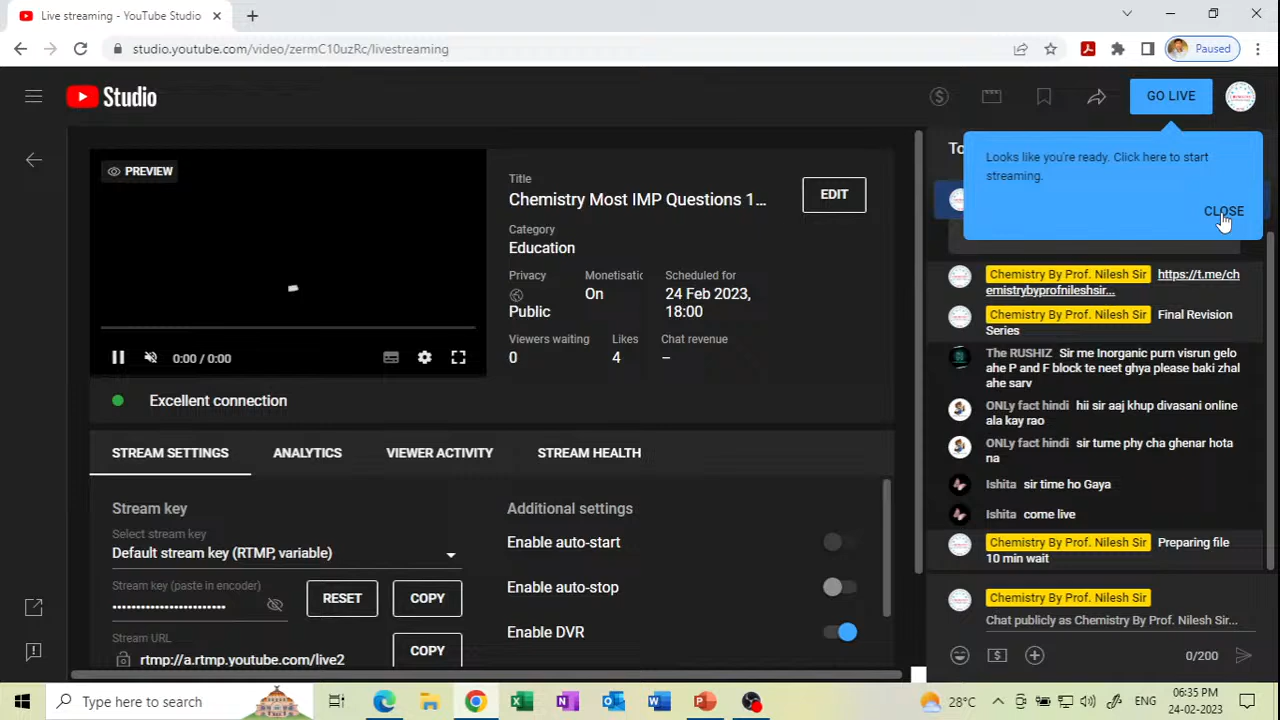 Live streaming - YouTube Studio
studio.youtube.com/video/zermC10uzRc/livestreaming
Paused
Studio
GO LIVE
PREVIEW
0:00 / 0:00
Excellent connection
Title
Chemistry Most IMP Questions 1...
EDIT
Category
Education
Privacy
Public
Monetisatic
On
Scheduled for
24 Feb 2023,
18:00
Viewers waiting
0
Likes
4
Chat revenue
–
Looks like you're ready. Click here to start
streaming.
CLOSE
Chemistry By Prof. Nilesh Sir https://t.me/ch
emistrybyprofnileshsir...
Chemistry By Prof. Nilesh Sir Final Revision
Series
The RUSHIZ Sir me Inorganic purn visrun gelo
ahe P and F block te neet ghya please baki zhal
ahe sarv
ONLy fact hindi hii sir aaj khup divasani online
ala kay rao
ONLy fact hindi sir tume phy cha ghenar hota
na
Ishita sir time ho Gaya
Ishita come live
Chemistry By Prof. Nilesh Sir Preparing file
10 min wait
Chemistry By Prof. Nilesh Sir
Chat publicly as Chemistry By Prof. Nilesh Sir...
0/200
STREAM SETTINGS
ANALYTICS
VIEWER ACTIVITY
STREAM HEALTH
Stream key
Select stream key
Default stream key (RTMP, variable)
Stream key (paste in encoder)
RESET
COPY
Stream URL
rtmp://a.rtmp.youtube.com/live2
COPY
Additional settings
Enable auto-start
Enable auto-stop
Enable DVR
Type here to search
28°C
ENG
06:35 PM
24-02-2023